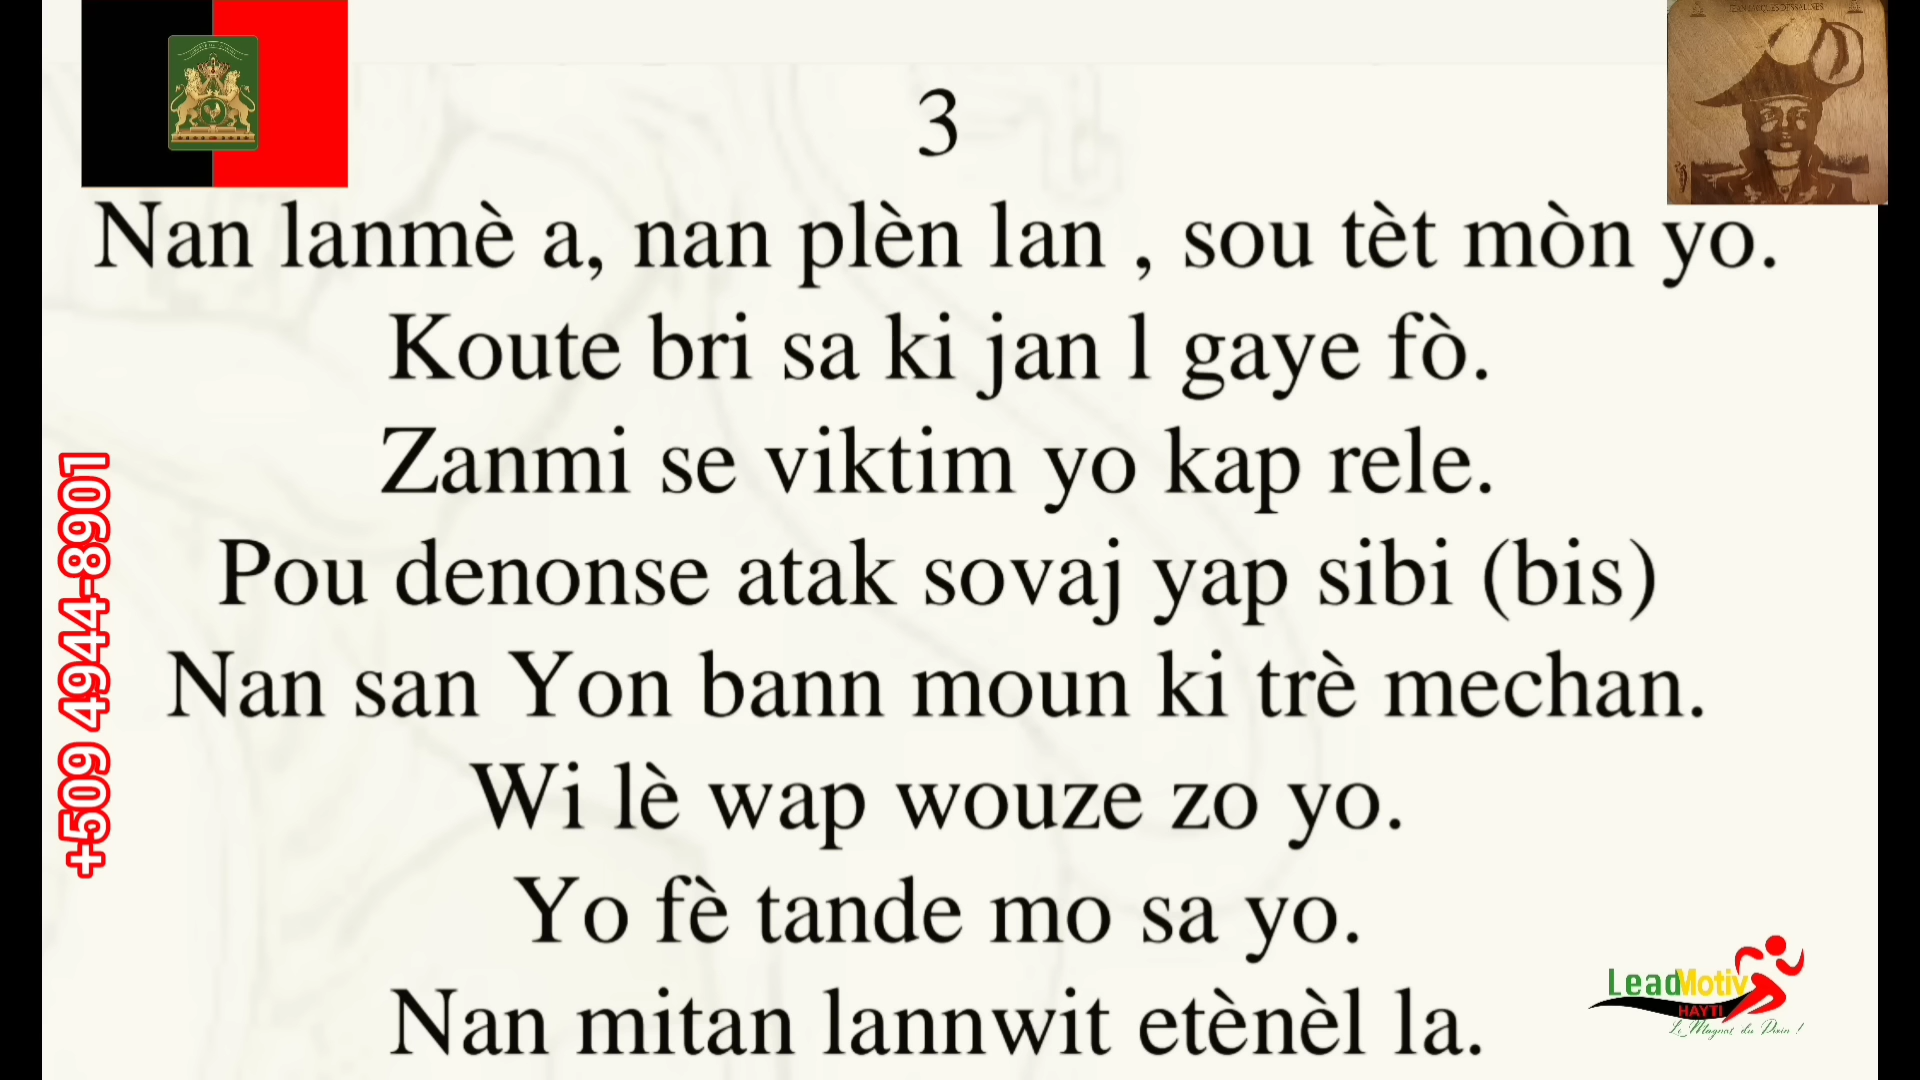 JEAN JACQUES DESSALINES
3
Nan lanmè a, nan plèn lan , sou tèt mòn yo.
Koute bri sa ki jan l gaye fò.
Zanmi se viktim yo kap rele.
Pou denonse atak sovaj yap sibi (bis)
Nan san Yon bann moun ki trè mechan.
Wi lè wap wouze zo yo.
Yo fè tande mo sa yo.
Nan mitan lannwit etènèl la.
+509 4944-8901
LeadMotiv
HAYTI